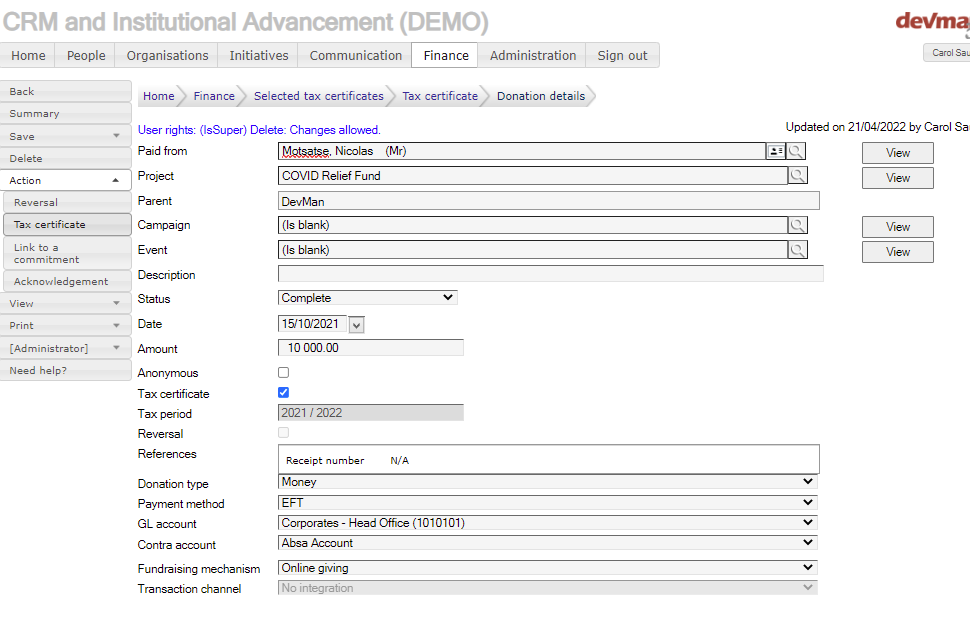 CRM and Institutional Advancement (DEMO)
devma
Home People Organisations Initiatives Communication Finance Administration Sign out
Carol Sau
Back
Summary
Save
Delete
Action
Reversal
Tax certificate
Link to a
commitment
Acknowledgement
View
Print
[Administrator]
Need help?
Home Finance Selected tax certificates Tax certificate Donation details
User rights: (IsSuper) Delete: Changes allowed.
Updated on 21/04/2022 by Carol Sau
Paid from Motsatse, Nicolas (Mr) View
Project COVID Relief Fund View
Parent DevMan
Campaign (Is blank) View
Event (Is blank) View
Description
Status Complete
Date 15/10/2021
Amount 10 000.00
Anonymous
Tax certificate
Tax period 2021 / 2022
Reversal
References
Receipt number N/A
Donation type Money
Payment method EFT
GL account Corporates - Head Office (1010101)
Contra account Absa Account
Fundraising mechanism Online giving
Transaction channel No integration